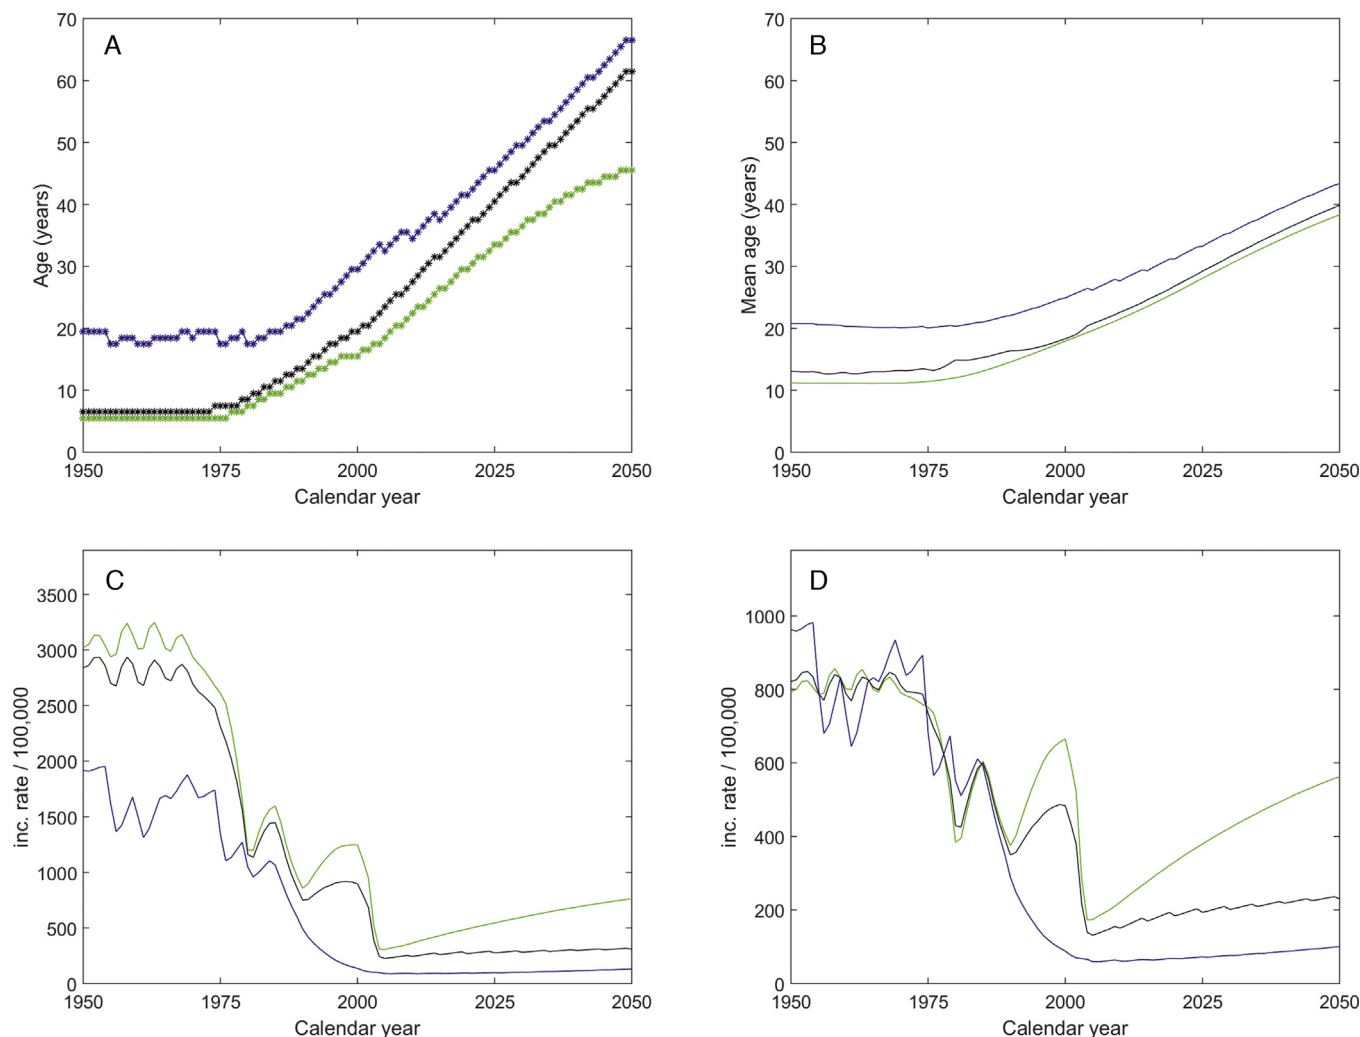 A
70
60
50
40
30
20
10
0
Age (years)
1950 1975 2000 2025 2050
Calendar year
B
70
60
50
40
30
20
10
0
Mean age (years)
1950 1975 2000 2025 2050
Calendar year
C
3500
3000
2500
2000
1500
1000
500
0
inc. rate / 100,000
1950 1975 2000 2025 2050
Calendar year
D
1000
800
600
400
200
0
inc. rate / 100,000
1950 1975 2000 2025 2050
Calendar year